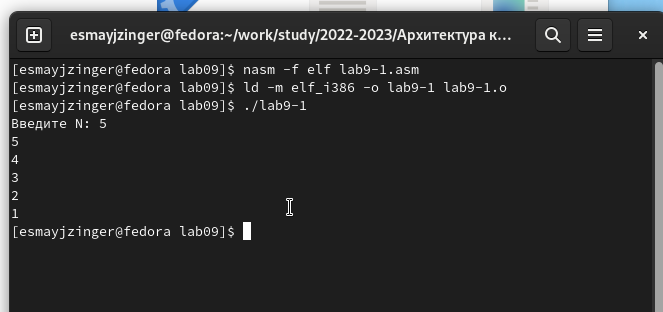 esmayjzinger@fedora:~/work/study/2022-2023/Архитектура к...
[esmayjzinger@fedora lab09]$ nasm -f elf lab9-1.asm
[esmayjzinger@fedora lab09]$ ld -m elf_i386 -o lab9-1 lab9-1.o
[esmayjzinger@fedora lab09]$ ./lab9-1
Введите N: 5
5
4
3
2
1
[esmayjzinger@fedora lab09]$